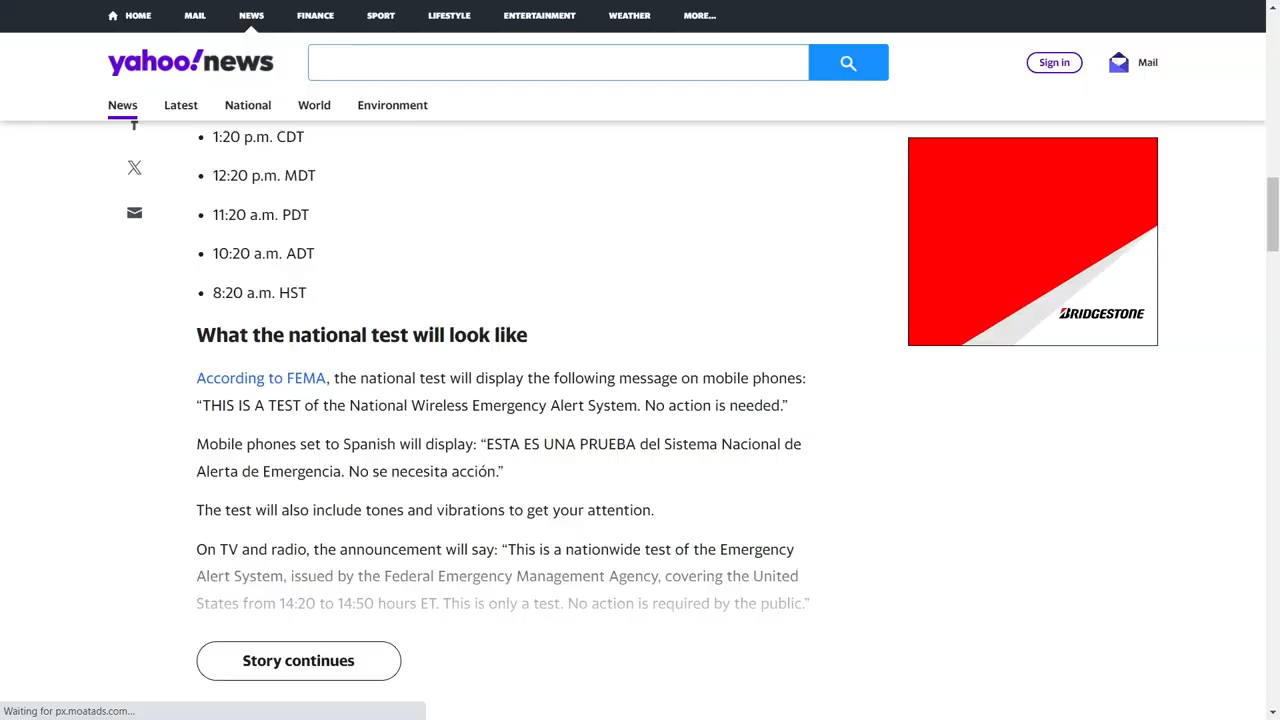 HOME MAIL NEWS FINANCE SPORT LIFESTYLE ENTERTAINMENT WEATHER MORE...
yahoo!news
Sign in
Mail
News Latest National World Environment
• 1:20 p.m. CDT
• 12:20 p.m. MDT
• 11:20 a.m. PDT
• 10:20 a.m. ADT
• 8:20 a.m. HST
BRIDGESTONE
What the national test will look like
According to FEMA, the national test will display the following message on mobile phones:
“THIS IS A TEST of the National Wireless Emergency Alert System. No action is needed.”
Mobile phones set to Spanish will display: “ESTA ES UNA PRUEBA del Sistema Nacional de
Alerta de Emergencia. No se necesita acción.”
The test will also include tones and vibrations to get your attention.
On TV and radio, the announcement will say: “This is a nationwide test of the Emergency
Alert System, issued by the Federal Emergency Management Agency, covering the United
States from 14:20 to 14:50 hours ET. This is only a test. No action is required by the public.”
Story continues
Waiting for px.moatads.com...